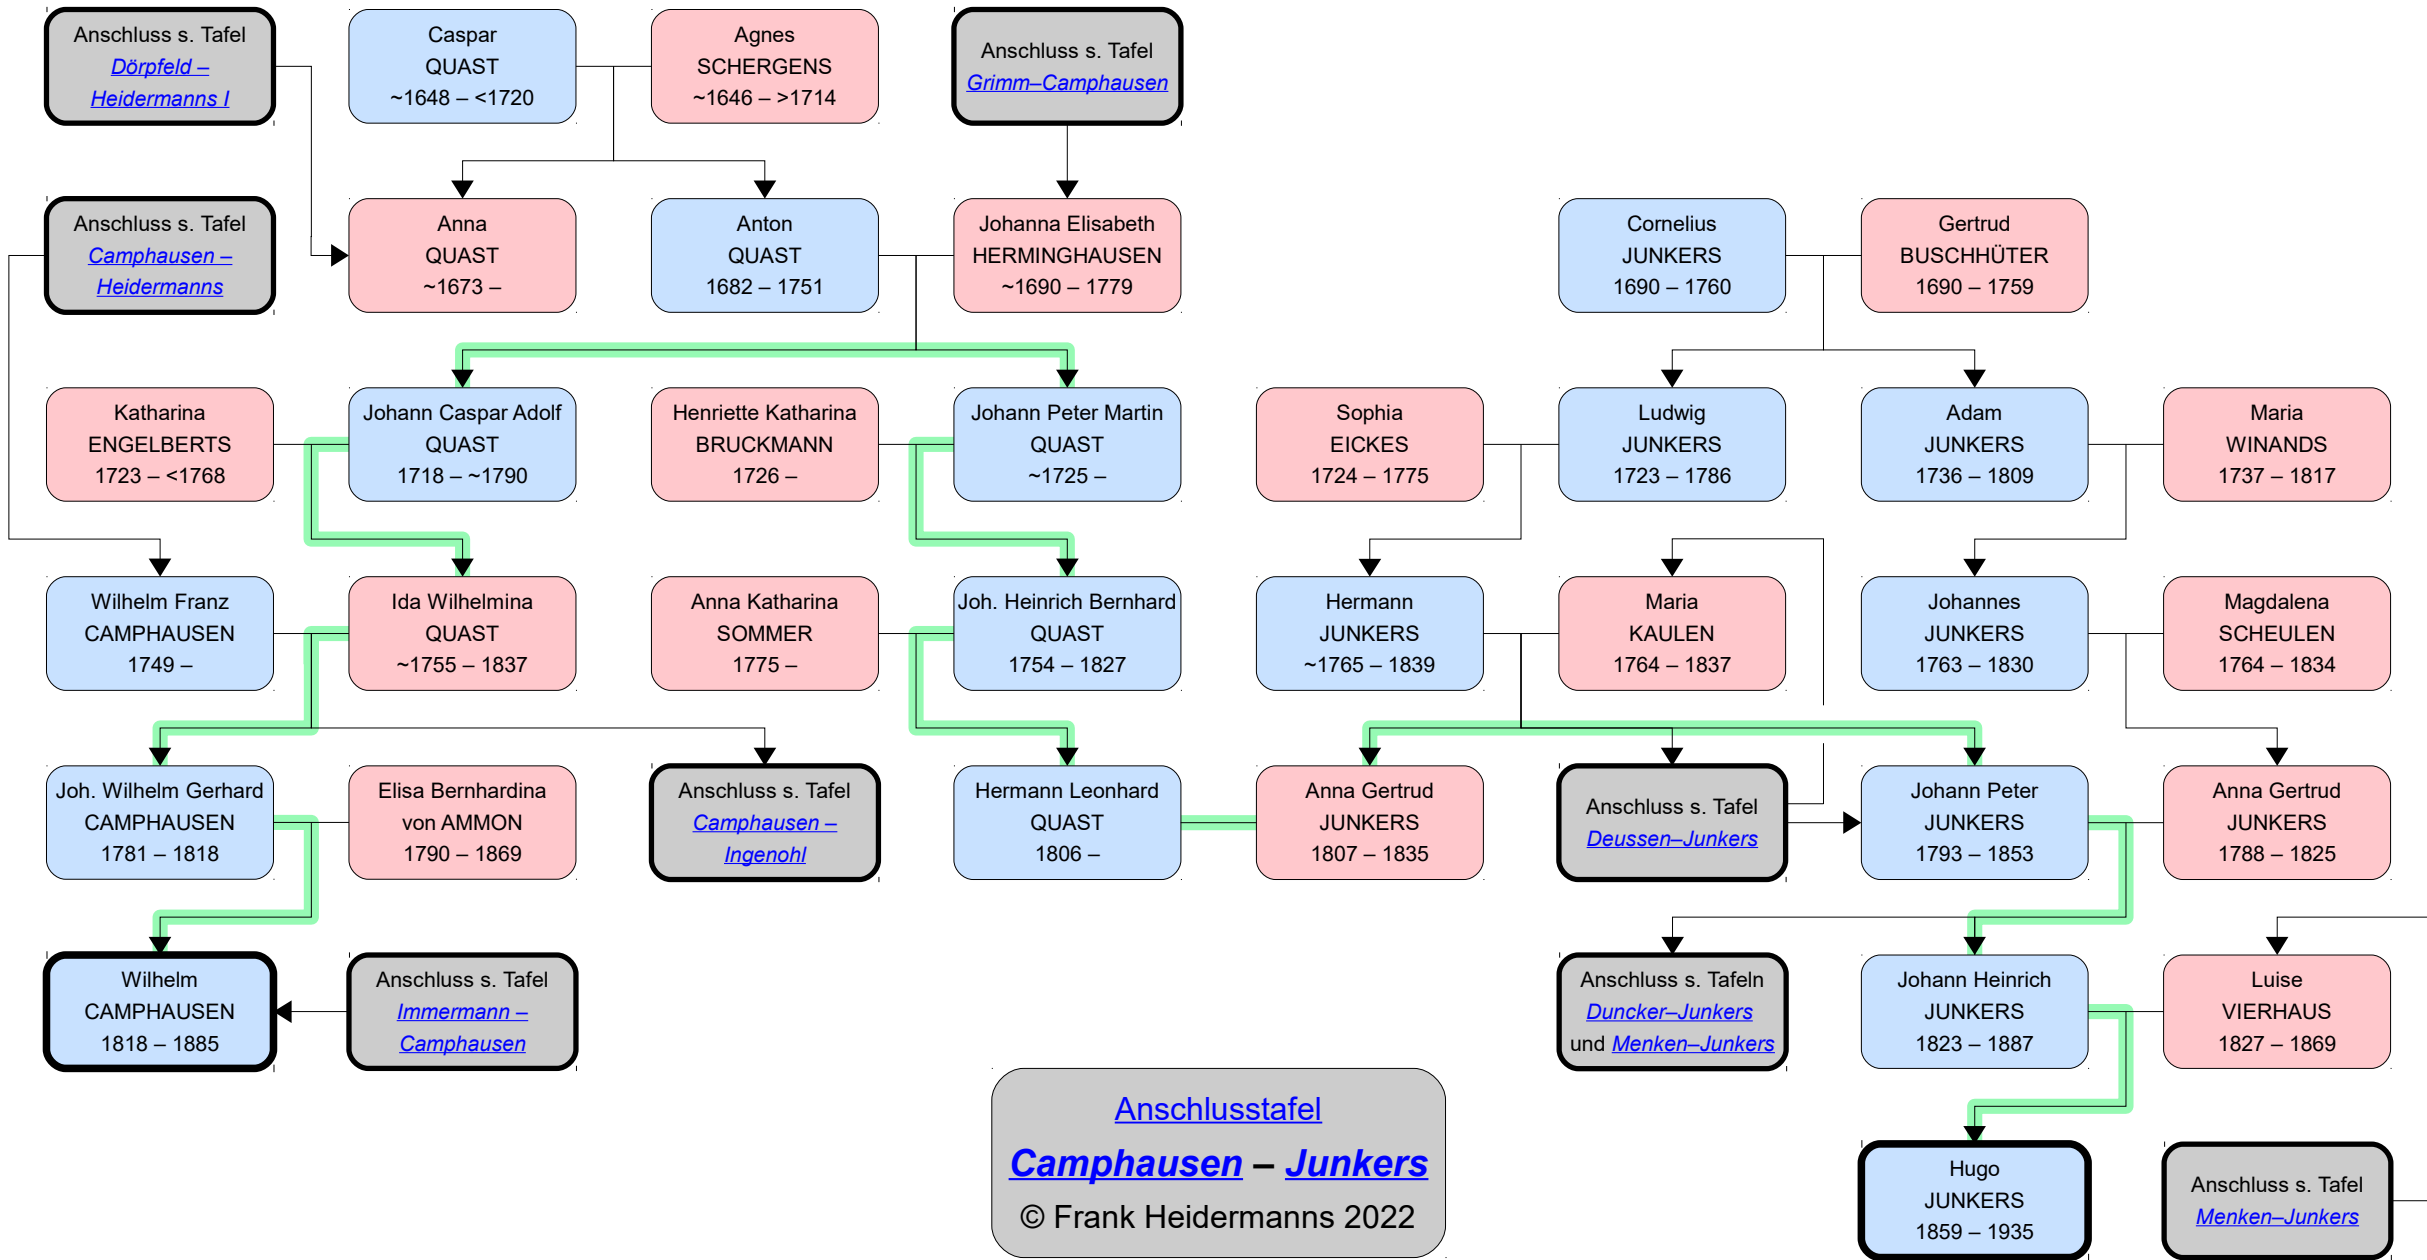 Anschluss s. Tafel
Dörpfeld –
Heidermanns I
Caspar
QUAST
~1648 – <1720
Agnes
SCHERGENS
~1646 – >1714
Anschluss s. Tafel
Grimm–Camphausen
Anschluss s. Tafel
Camphausen –
Heidermanns
Anna
QUAST
~1673 –
Anton
QUAST
1682 – 1751
Johanna Elisabeth
HERMINGHAUSEN
~1690 – 1779
Cornelius
JUNKERS
1690 – 1760
Gertrud
BUSCHHÜTER
1690 – 1759
Katharina
ENGELBERTS
1723 – <1768
Johann Caspar Adolf
QUAST
1718 – ~1790
Henriette Katharina
BRUCKMANN
1726 –
Johann Peter Martin
QUAST
~1725 –
Sophia
EICKES
1724 – 1775
Ludwig
JUNKERS
1723 – 1786
Adam
JUNKERS
1736 – 1809
Maria
WINANDS
1737 – 1817
Wilhelm Franz
CAMPHAUSEN
1749 –
Ida Wilhelmina
QUAST
~1755 – 1837
Anna Katharina
SOMMER
1775 –
Joh. Heinrich Bernhard
QUAST
1754 – 1827
Hermann
JUNKERS
~1765 – 1839
Maria
KAULEN
1764 – 1837
Johannes
JUNKERS
1763 – 1830
Magdalena
SCHEULEN
1764 – 1834
Joh. Wilhelm Gerhard
CAMPHAUSEN
1781 – 1818
Elisa Bernhardina
von AMMON
1790 – 1869
Anschluss s. Tafel
Camphausen –
Ingenohl
Hermann Leonhard
QUAST
1806 –
Anna Gertrud
JUNKERS
1807 – 1835
Anschluss s. Tafel
Deussen–Junkers
Johann Peter
JUNKERS
1793 – 1853
Anna Gertrud
JUNKERS
1788 – 1825
Wilhelm
CAMPHAUSEN
1818 – 1885
Anschluss s. Tafel
Immermann –
Camphausen
Anschluss s. Tafeln
Duncker–Junkers
und Menken–Junkers
Johann Heinrich
JUNKERS
1823 – 1887
Luise
VIERHAUS
1827 – 1869
Anschlusstafel
Camphausen – Junkers
© Frank Heidermanns 2022
Hugo
JUNKERS
1859 – 1935
Anschluss s. Tafel
Menken–Junkers